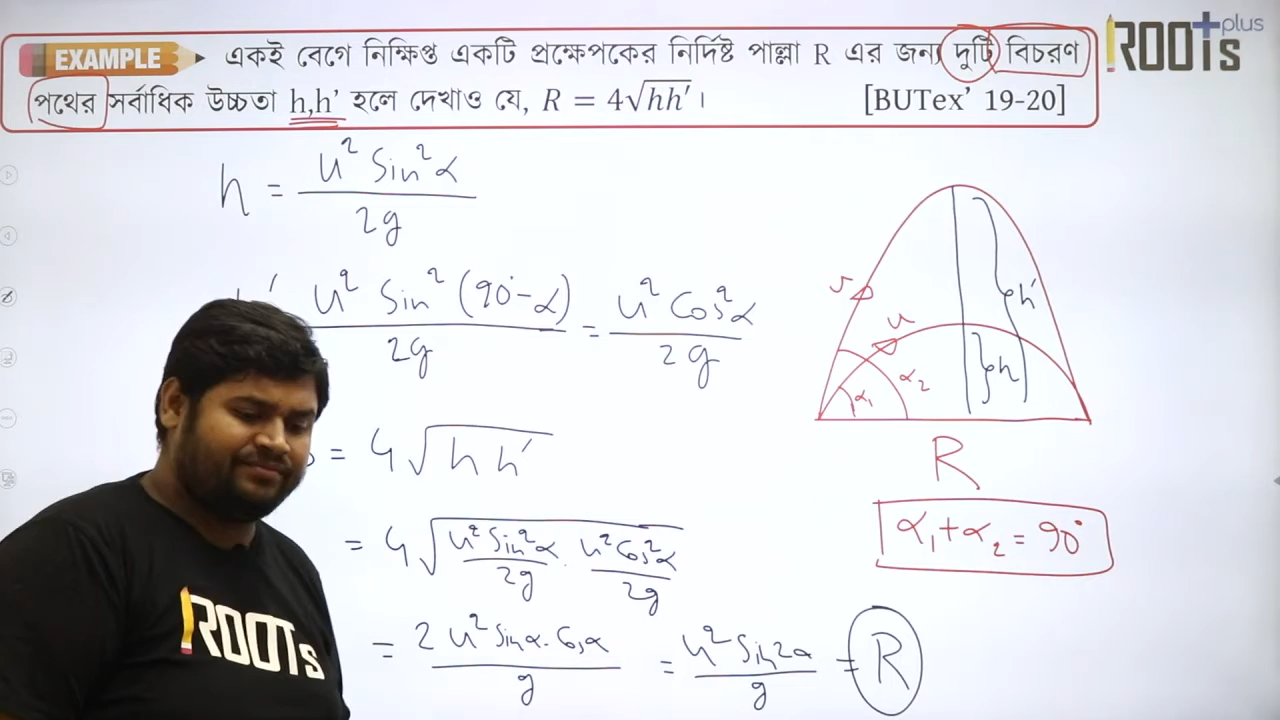 EXAMPLE একই বেগে নিক্ষিপ্ত একটি প্রক্ষেপকের নির্দিষ্ট পাল্লা R এর জন্য দুটি বিচরণ
পথের সর্বাধিক উচ্চতা h,h' হলে দেখাও যে, R = 4√hh' । [BUTex' 19-20]
ROOTs plus
h = u² Sin²α / 2g
u² Sin² (90° - α) / 2g = u² Cos²α / 2g
= 4√h h'
= 4√(u² Sin²α / 2g · u² Cos²α / 2g)
= 2 u² Sinα · Cosα / g = u² Sin2α / g = R
u
h'
h
α₁
α₂
R
α₁ + α₂ = 90°
ROOTs